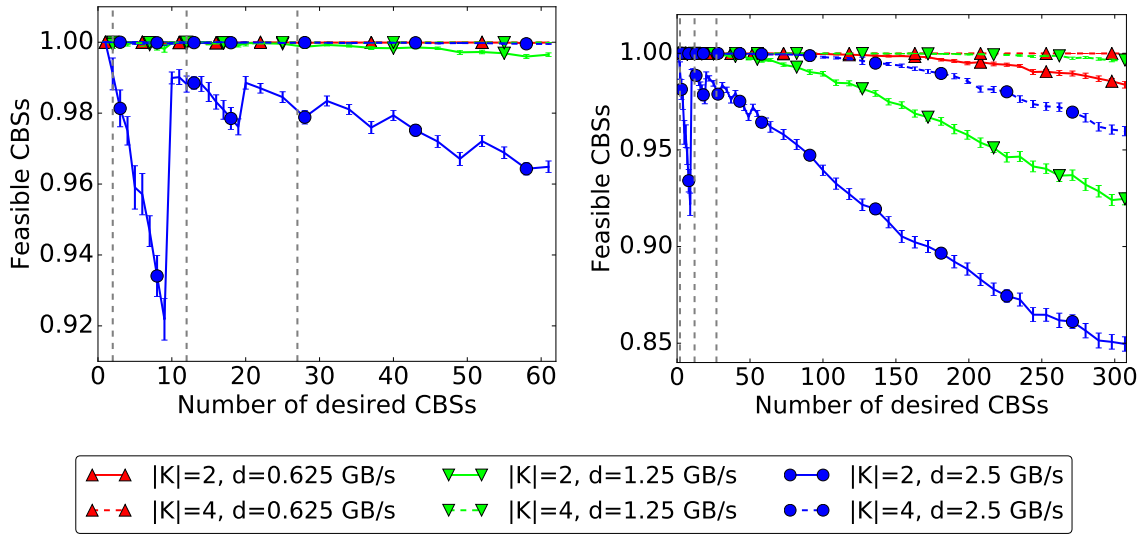 1.00
0.98
0.96
0.94
0.92
Feasible CBSs
0 10 20 30 40 50 60
Number of desired CBSs
1.00
0.95
0.90
0.85
Feasible CBSs
0 50 100 150 200 250 300
Number of desired CBSs
|K|=2, d=0.625 GB/s
|K|=4, d=0.625 GB/s
|K|=2, d=1.25 GB/s
|K|=4, d=1.25 GB/s
|K|=2, d=2.5 GB/s
|K|=4, d=2.5 GB/s